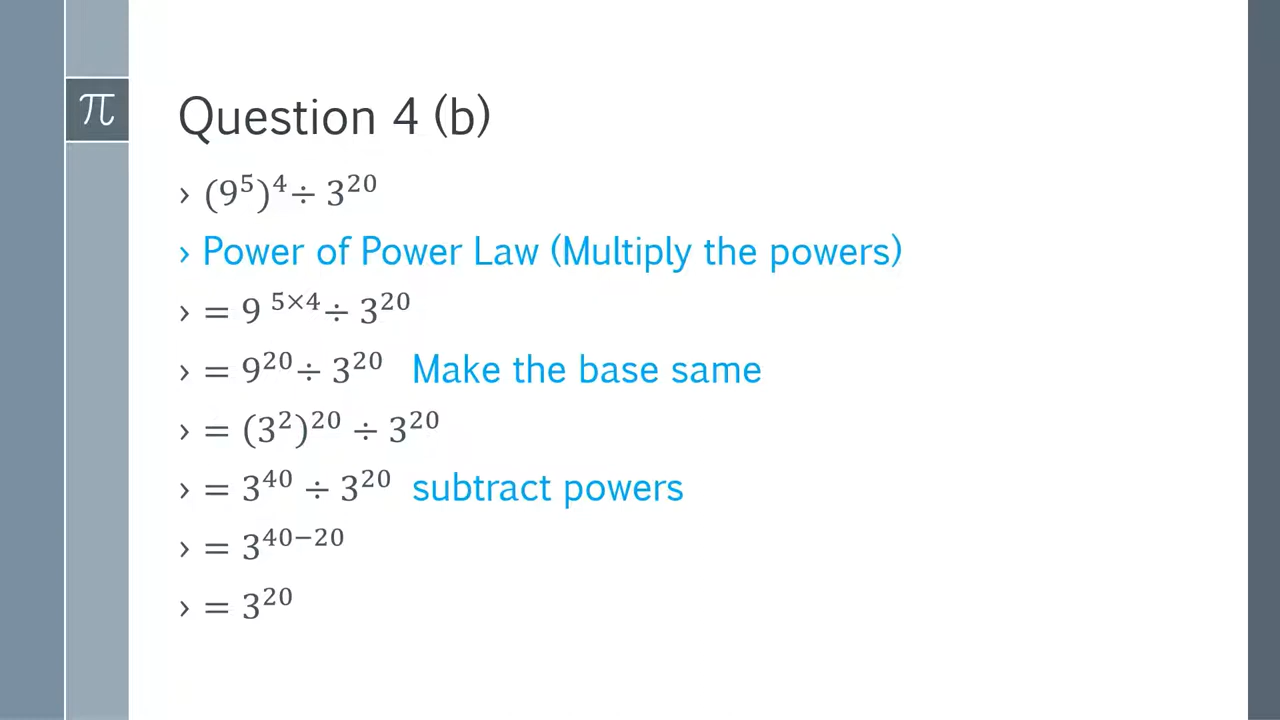 π
Question 4 (b)
› (9⁵)⁴ ÷ 3²⁰
› Power of Power Law (Multiply the powers)
› = 9 ⁵ˣ⁴ ÷ 3²⁰
› = 9²⁰ ÷ 3²⁰ Make the base same
› = (3²)²⁰ ÷ 3²⁰
› = 3⁴⁰ ÷ 3²⁰ subtract powers
› = 3⁴⁰⁻²⁰
› = 3²⁰